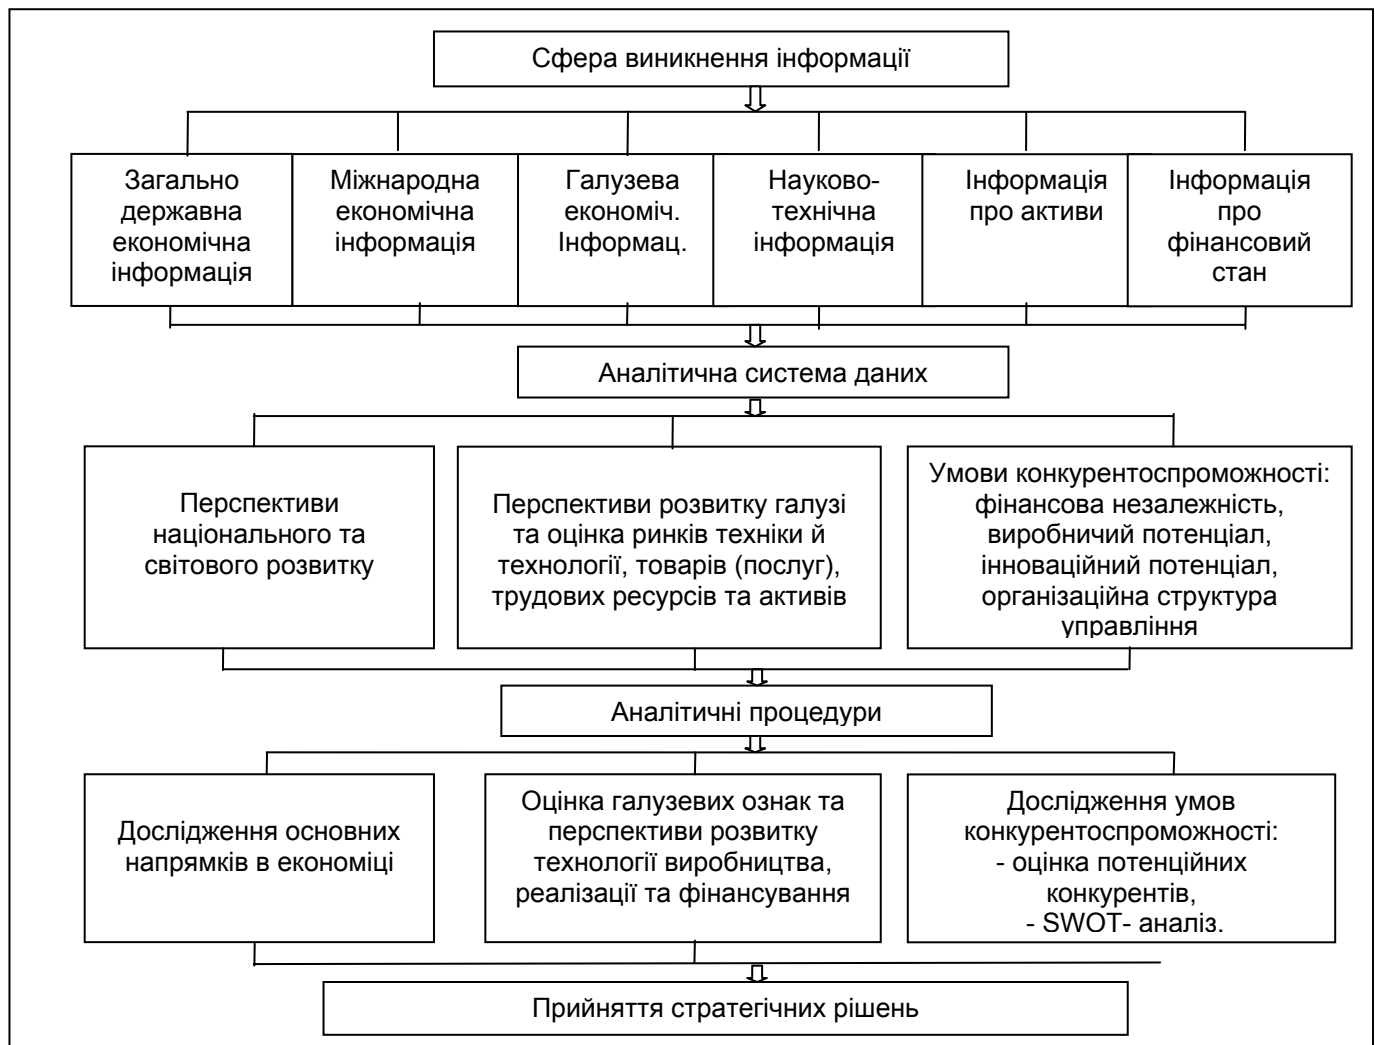 Сфера виникнення інформації
Загально
державна
економічна
інформація
Міжнародна
економічна
інформація
Галузева
економіч.
Інформац.
Науково-
технічна
інформація
Інформація
про активи
Інформація
про
фінансовий
стан
Аналітична система даних
Перспективи
національного та
світового розвитку
Перспективи розвитку галузі
та оцінка ринків техніки й
технології, товарів (послуг),
трудових ресурсів та активів
Умови конкурентоспроможності:
фінансова незалежність,
виробничий потенціал,
інноваційний потенціал,
організаційна структура
управління
Аналітичні процедури
Дослідження основних
напрямків в економіці
Оцінка галузевих ознак та
перспективи розвитку
технології виробництва,
реалізації та фінансування
Дослідження умов
конкурентоспроможності:
- оцінка потенційних
конкурентів,
- SWOT- аналіз.
Прийняття стратегічних рішень